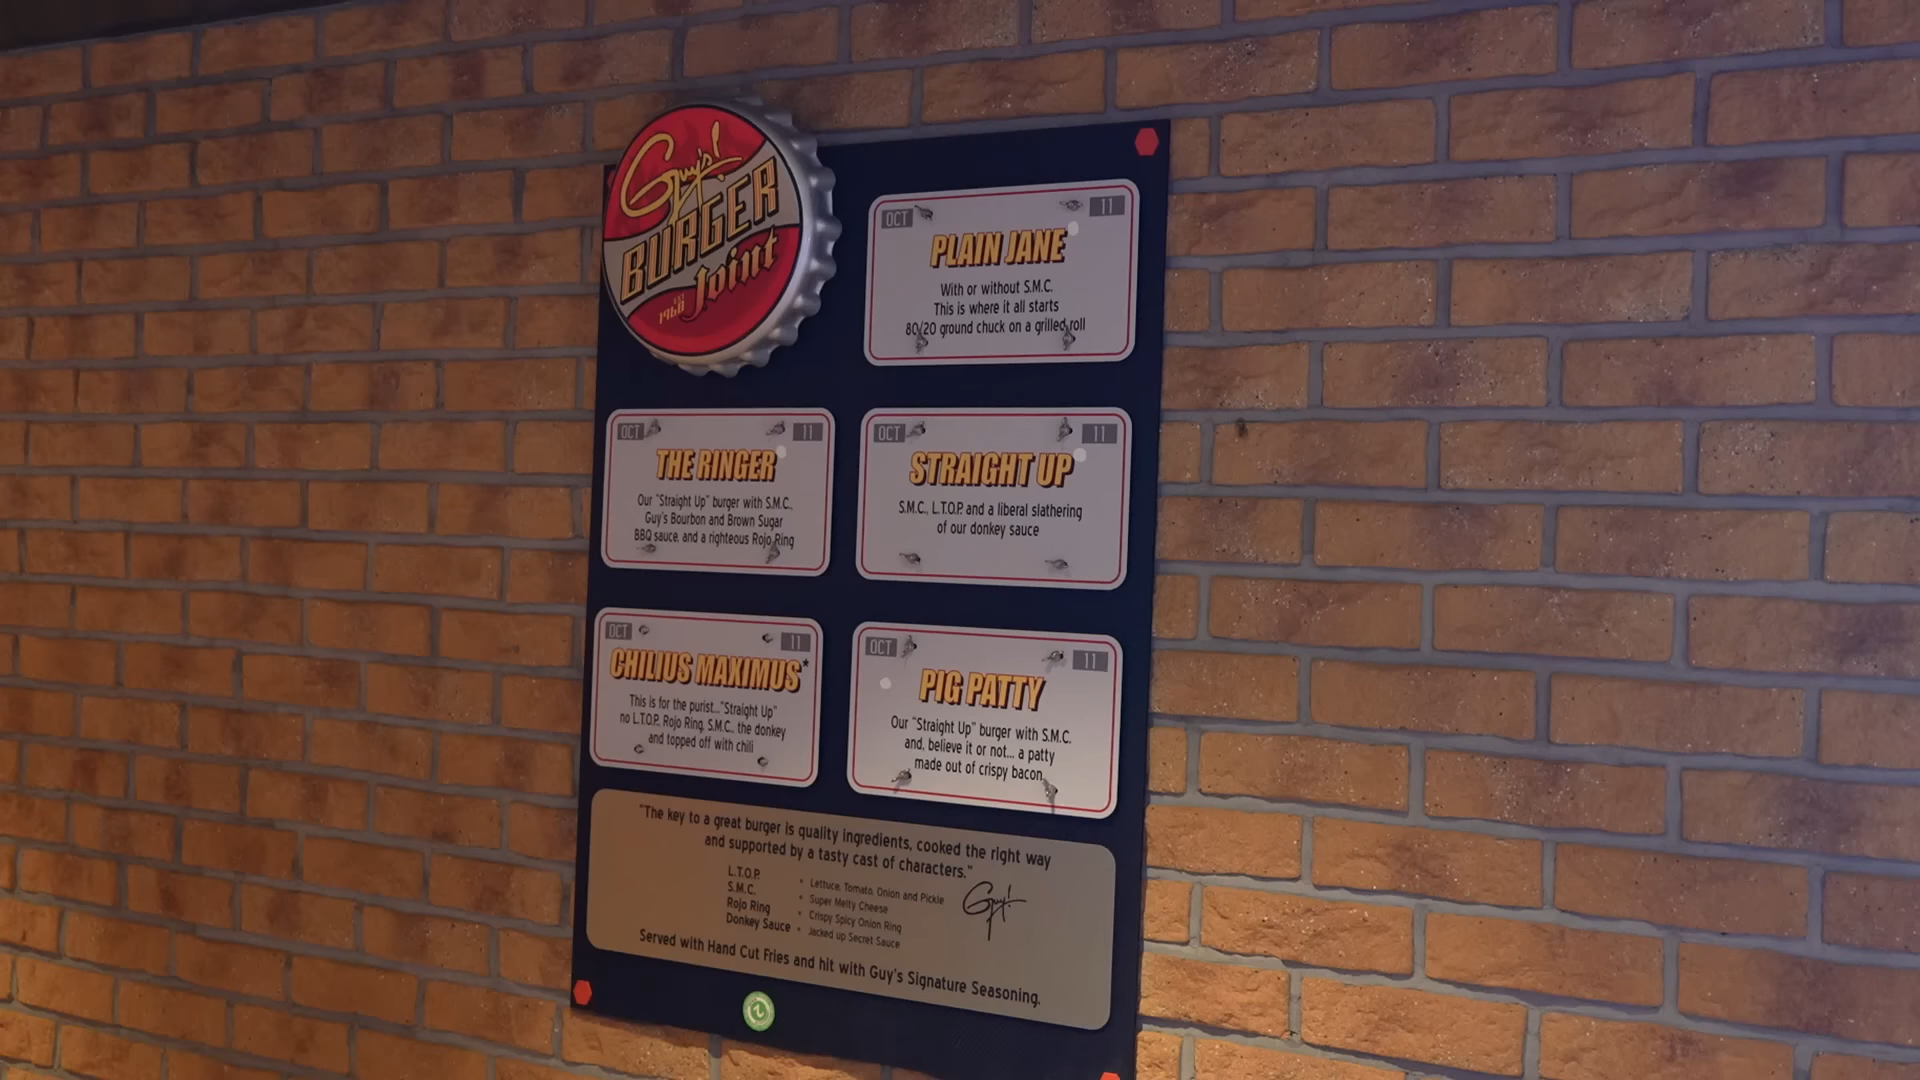 Guy's!
BURGER
Joint
EST
1968
OCT 11
PLAIN JANE
With or without S.M.C.
This is where it all starts
80/20 ground chuck on a grilled roll
OCT 11
THE RINGER
Our "Straight Up" burger with S.M.C.,
Guy's Bourbon and Brown Sugar
BBQ sauce, and a righteous Rojo Ring
OCT 11
STRAIGHT UP
S.M.C., L.T.O.P. and a liberal slathering
of our donkey sauce
OCT 11
CHILIUS MAXIMUS*
This is for the purist..."Straight Up"
no L.T.O.P. Rojo Ring, S.M.C., the donkey
and topped off with chili
OCT 11
PIG PATTY
Our "Straight Up" burger with S.M.C.
and, believe it or not... a patty
made out of crispy bacon
"The key to a great burger is quality ingredients, cooked the right way
and supported by a tasty cast of characters."
L.T.O.P. • Lettuce, Tomato, Onion and Pickle
S.M.C. • Super Melty Cheese
Rojo Ring • Crispy Spicy Onion Ring
Donkey Sauce • Jacked up Secret Sauce
Guy!
Served with Hand Cut Fries and hit with Guy's Signature Seasoning.